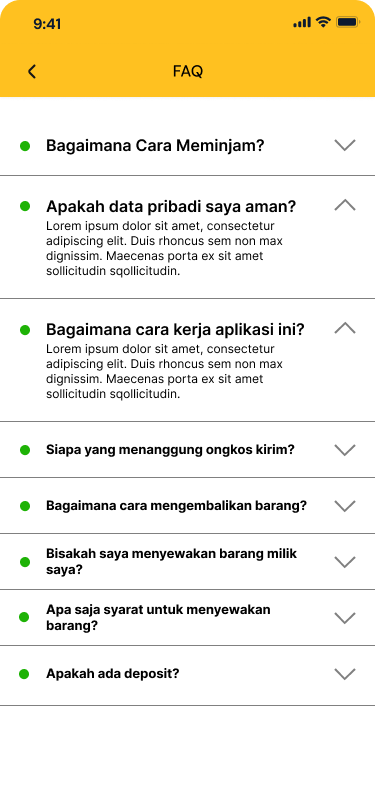 9:41
FAQ
Bagaimana Cara Meminjam?
Apakah data pribadi saya aman?
Lorem ipsum dolor sit amet, consectetur
adipiscing elit. Duis rhoncus sem non max
dignissim. Maecenas porta ex sit amet
sollicitudin sqollicitudin.
Bagaimana cara kerja aplikasi ini?
Lorem ipsum dolor sit amet, consectetur
adipiscing elit. Duis rhoncus sem non max
dignissim. Maecenas porta ex sit amet
sollicitudin sqollicitudin.
Siapa yang menanggung ongkos kirim?
Bagaimana cara mengembalikan barang?
Bisakah saya menyewakan barang milik
saya?
Apa saja syarat untuk menyewakan
barang?
Apakah ada deposit?